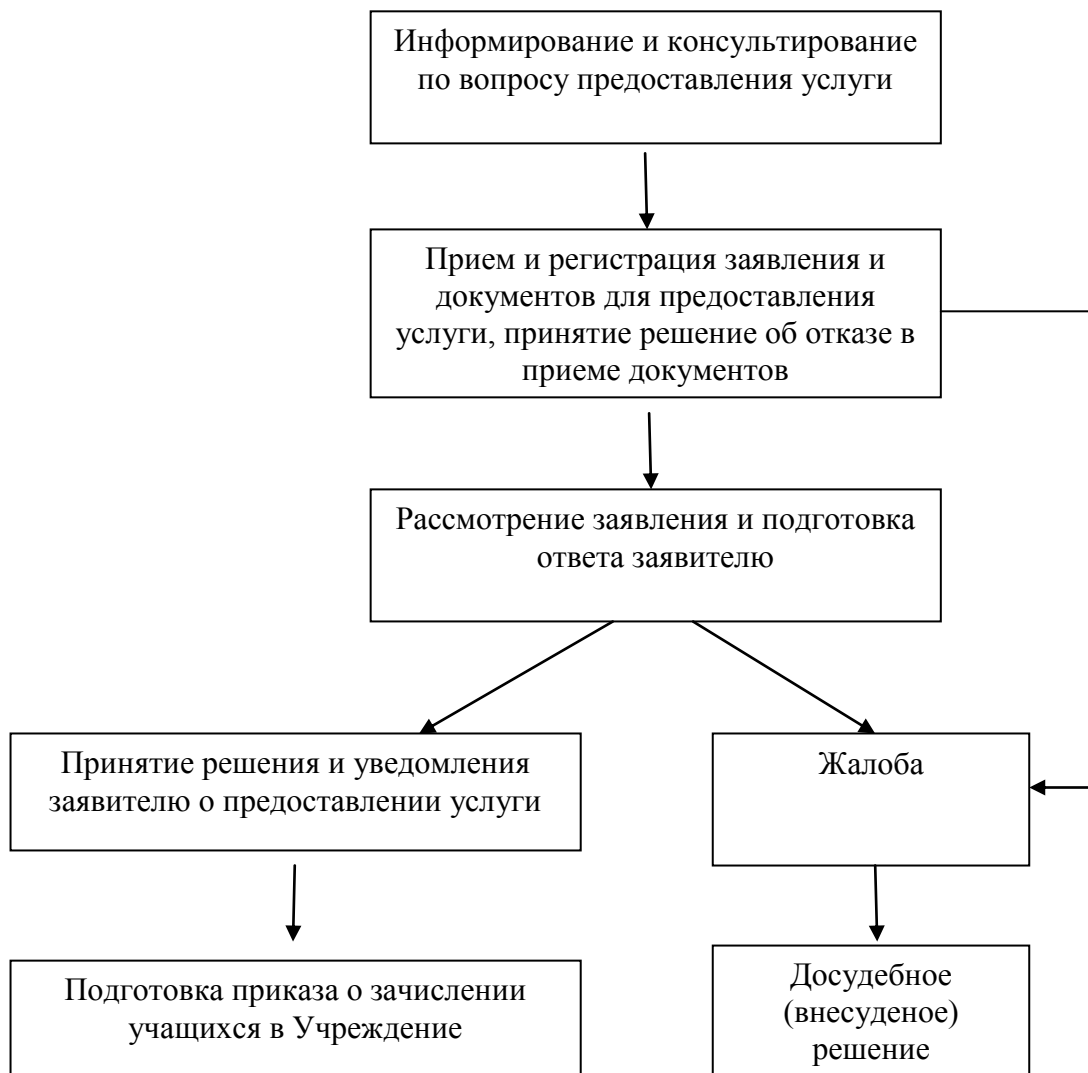 Информирование и консультирование
по вопросу предоставления услуги
Прием и регистрация заявления и
документов для предоставления
услуги, принятие решение об отказе в
приеме документов
Рассмотрение заявления и подготовка
ответа заявителю
Принятие решения и уведомления
заявителю о предоставлении услуги
Жалоба
Подготовка приказа о зачислении
учащихся в Учреждение
Досудебное
(внесуденое)
решение